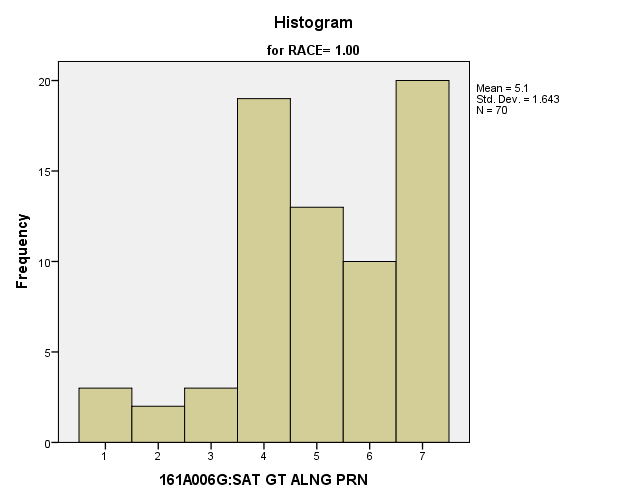 Histogram
for RACE= 1.00
Mean = 5.1
Std. Dev. = 1.643
N = 70
Frequency
20
15
10
5
0
1 2 3 4 5 6 7
161A006G:SAT GT ALNG PRN